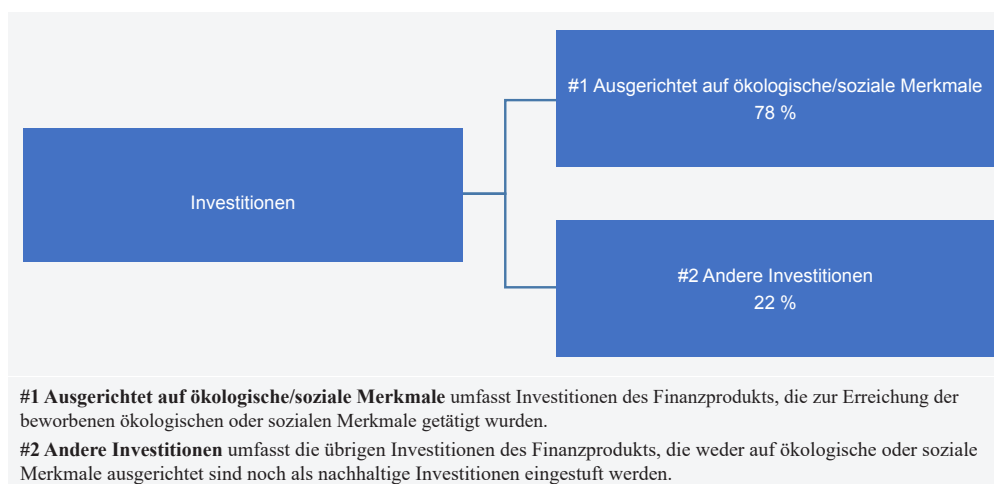 #1 Ausgerichtet auf ökologische/soziale Merkmale
78 %
Investitionen
#2 Andere Investitionen
22 %
#1 Ausgerichtet auf ökologische/soziale Merkmale umfasst Investitionen des Finanzprodukts, die zur Erreichung der
beworbenen ökologischen oder sozialen Merkmale getätigt wurden.
#2 Andere Investitionen umfasst die übrigen Investitionen des Finanzprodukts, die weder auf ökologische oder soziale
Merkmale ausgerichtet sind noch als nachhaltige Investitionen eingestuft werden.